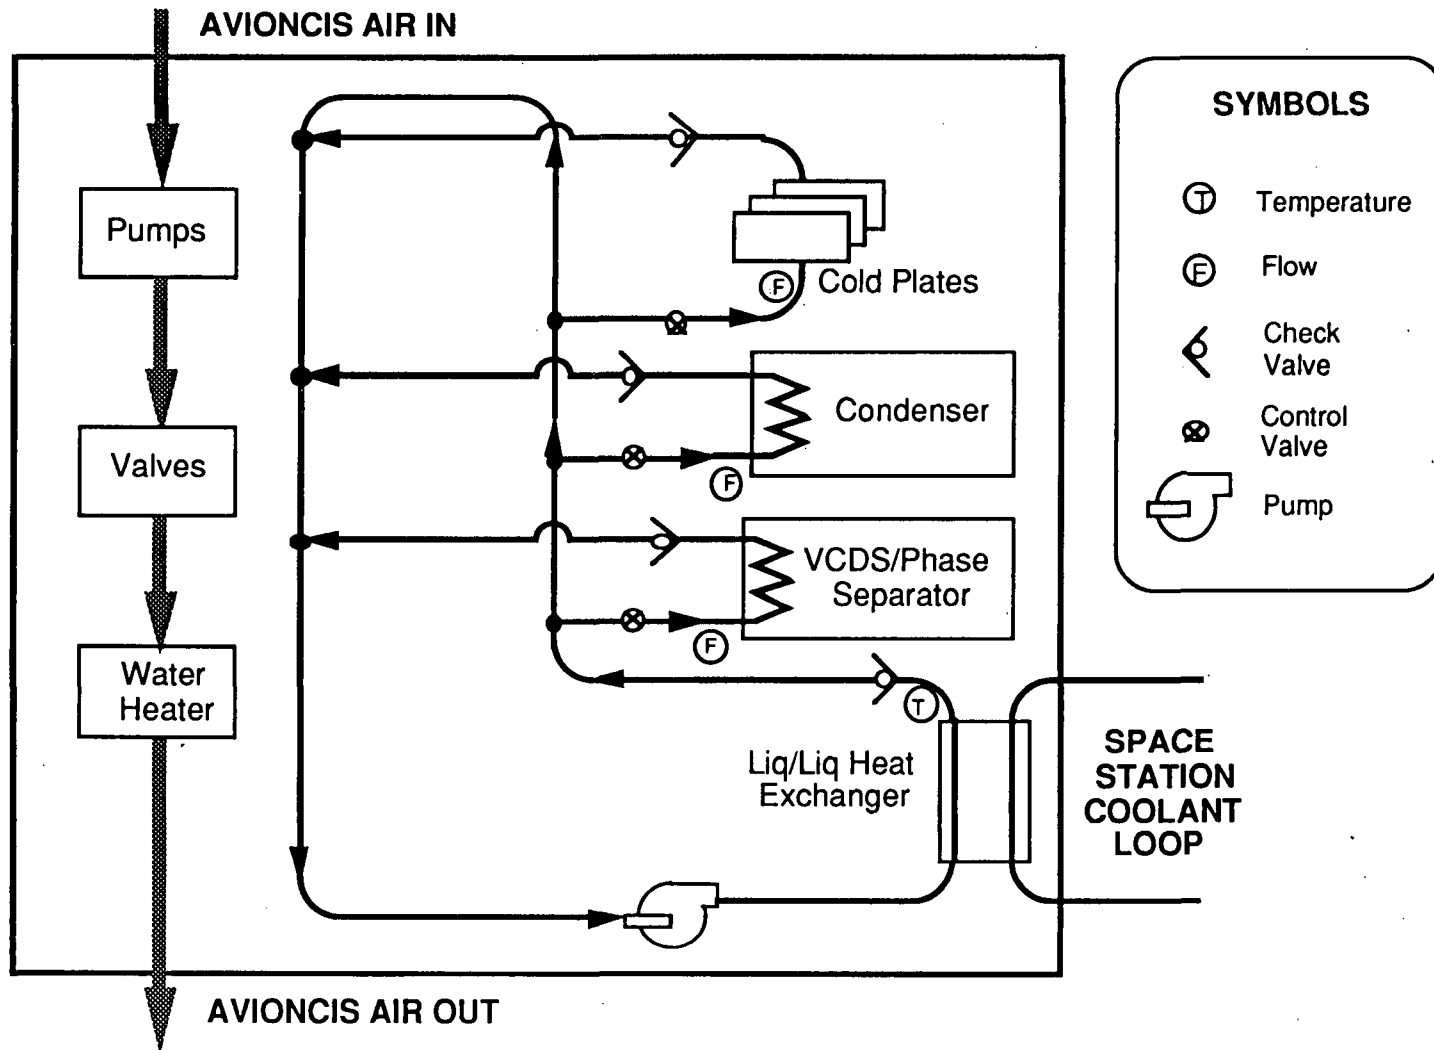 AVIONCIS AIR IN
SYMBOLS
T Temperature
F Flow
Check
Valve
Control
Valve
Pump
Pumps
Valves
Water
Heater
F Cold Plates
Condenser
F
VCDS/Phase
Separator
F
T
Liq/Liq Heat
Exchanger
SPACE
STATION
COOLANT
LOOP
AVIONCIS AIR OUT